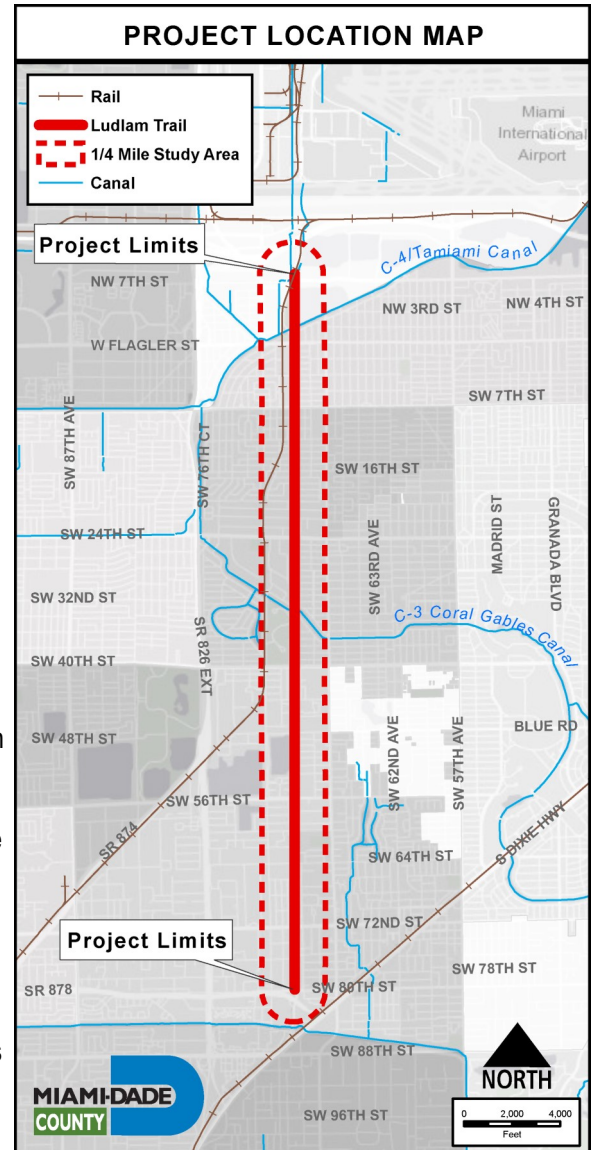 PROJECT LOCATION MAP
Rail
Ludlam Trail
1/4 Mile Study Area
Canal
Miami
International
Airport
Project Limits
C-4/Tamiami Canal
NW 7TH ST
NW 3RD ST
NW 4TH ST
W FLAGLER ST
SW 7TH ST
SW 87TH AVE
SW 76TH CT
SW 16TH ST
SW 63RD AVE
MADRID ST
GRANADA BLVD
SW 24TH ST
SW 32ND ST
C-3 Coral Gables Canal
SR 826 EXT
SW 40TH ST
SW 48TH ST
SW 62ND AVE
SW 57TH AVE
BLUE RD
SW 56TH ST
SR 874
SW 64TH ST
S DIXIE HWY
SW 72ND ST
Project Limits
SW 78TH ST
SR 878
SW 80TH ST
SW 88TH ST
MIAMI-DADE
COUNTY
SW 96TH ST
NORTH
0 2,000 4,000
Feet